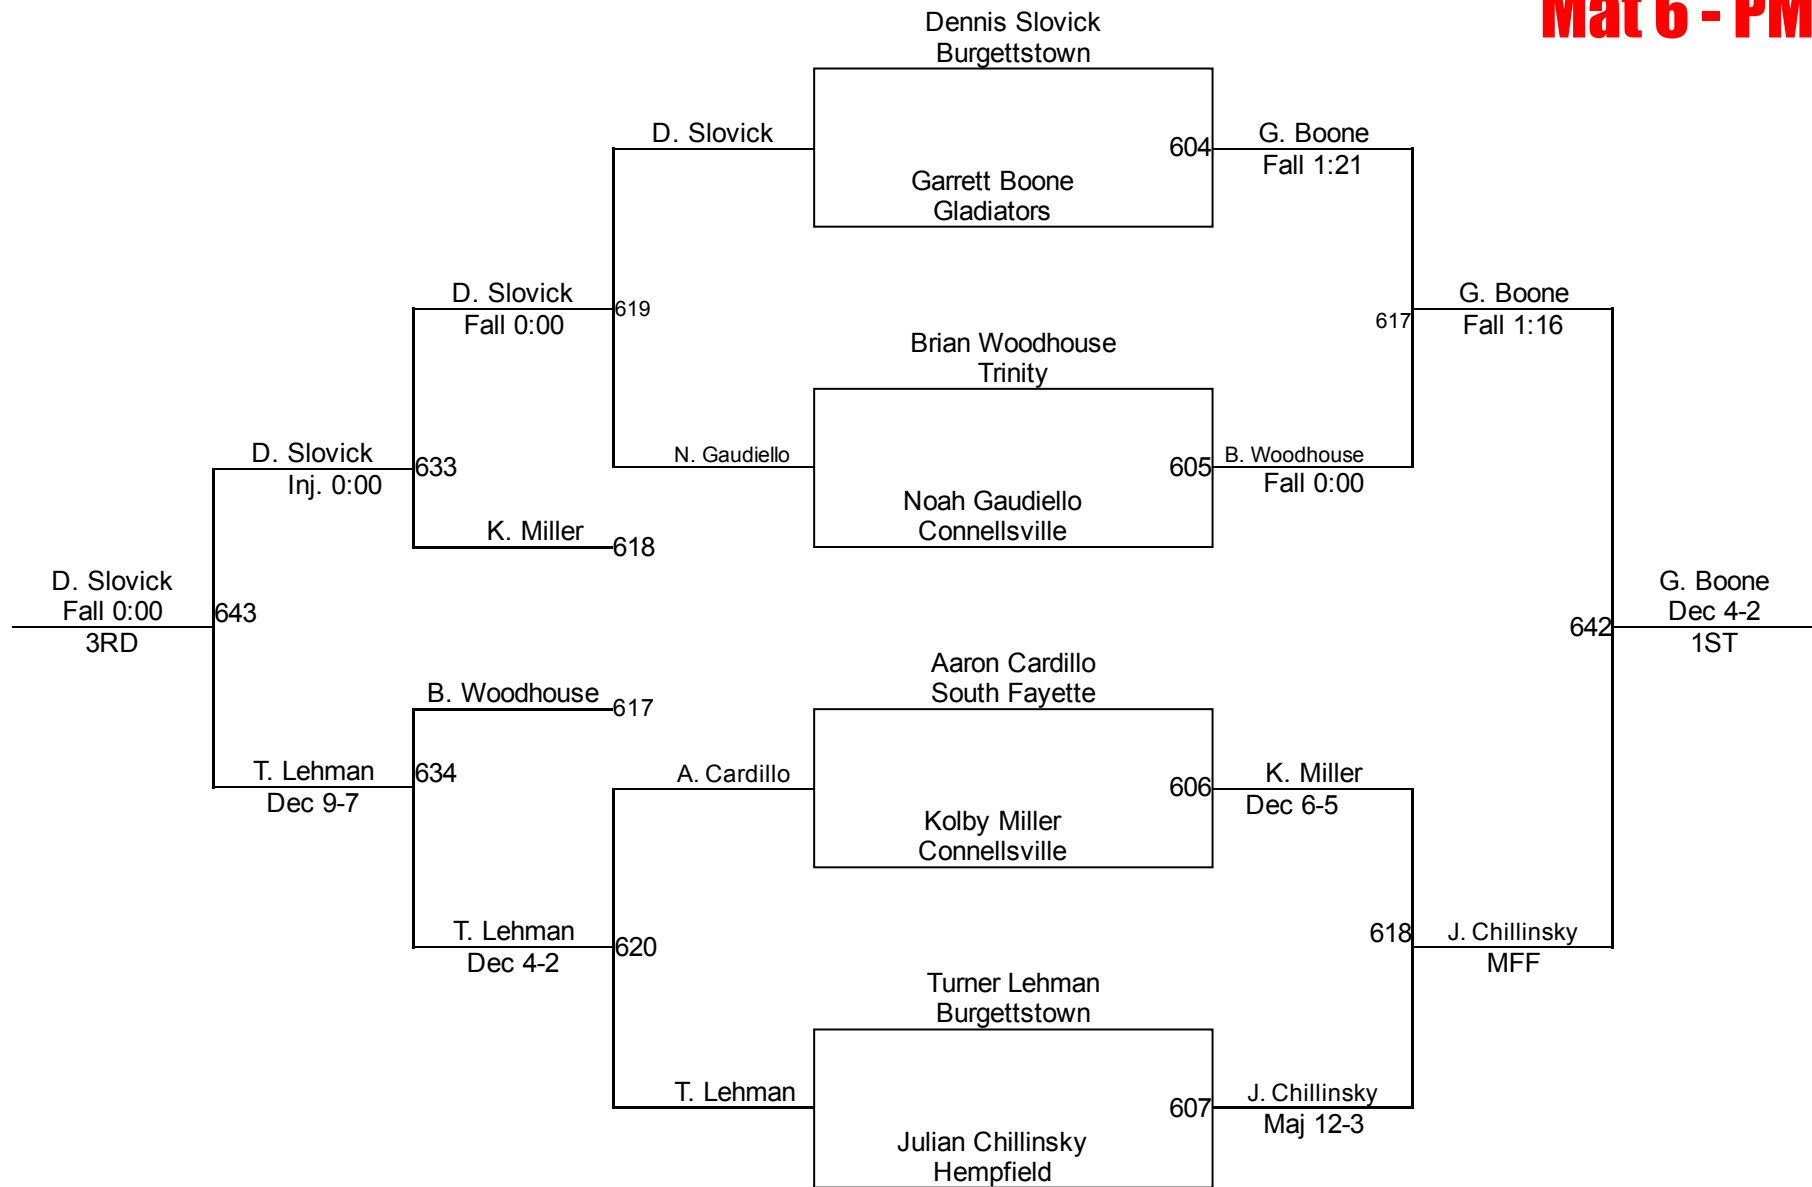 Mat 6 - PM
Dennis Slovick
Burgettstown
D. Slovick
604
G. Boone
Fall 1:21
Garrett Boone
Gladiators
D. Slovick
Fall 0:00
619
G. Boone
Fall 1:16
617
Brian Woodhouse
Trinity
D. Slovick
Inj. 0:00
633
N. Gaudiello
605
B. Woodhouse
Fall 0:00
Noah Gaudiello
Connellsville
K. Miller
618
D. Slovick
Fall 0:00
3RD
643
G. Boone
Dec 4-2
1ST
642
Aaron Cardillo
South Fayette
B. Woodhouse
617
T. Lehman
Dec 9-7
634
A. Cardillo
606
K. Miller
Dec 6-5
Kolby Miller
Connellsville
T. Lehman
Dec 4-2
620
618
J. Chillinsky
MFF
Turner Lehman
Burgettstown
T. Lehman
607
J. Chillinsky
Maj 12-3
Julian Chillinsky
Hempfield